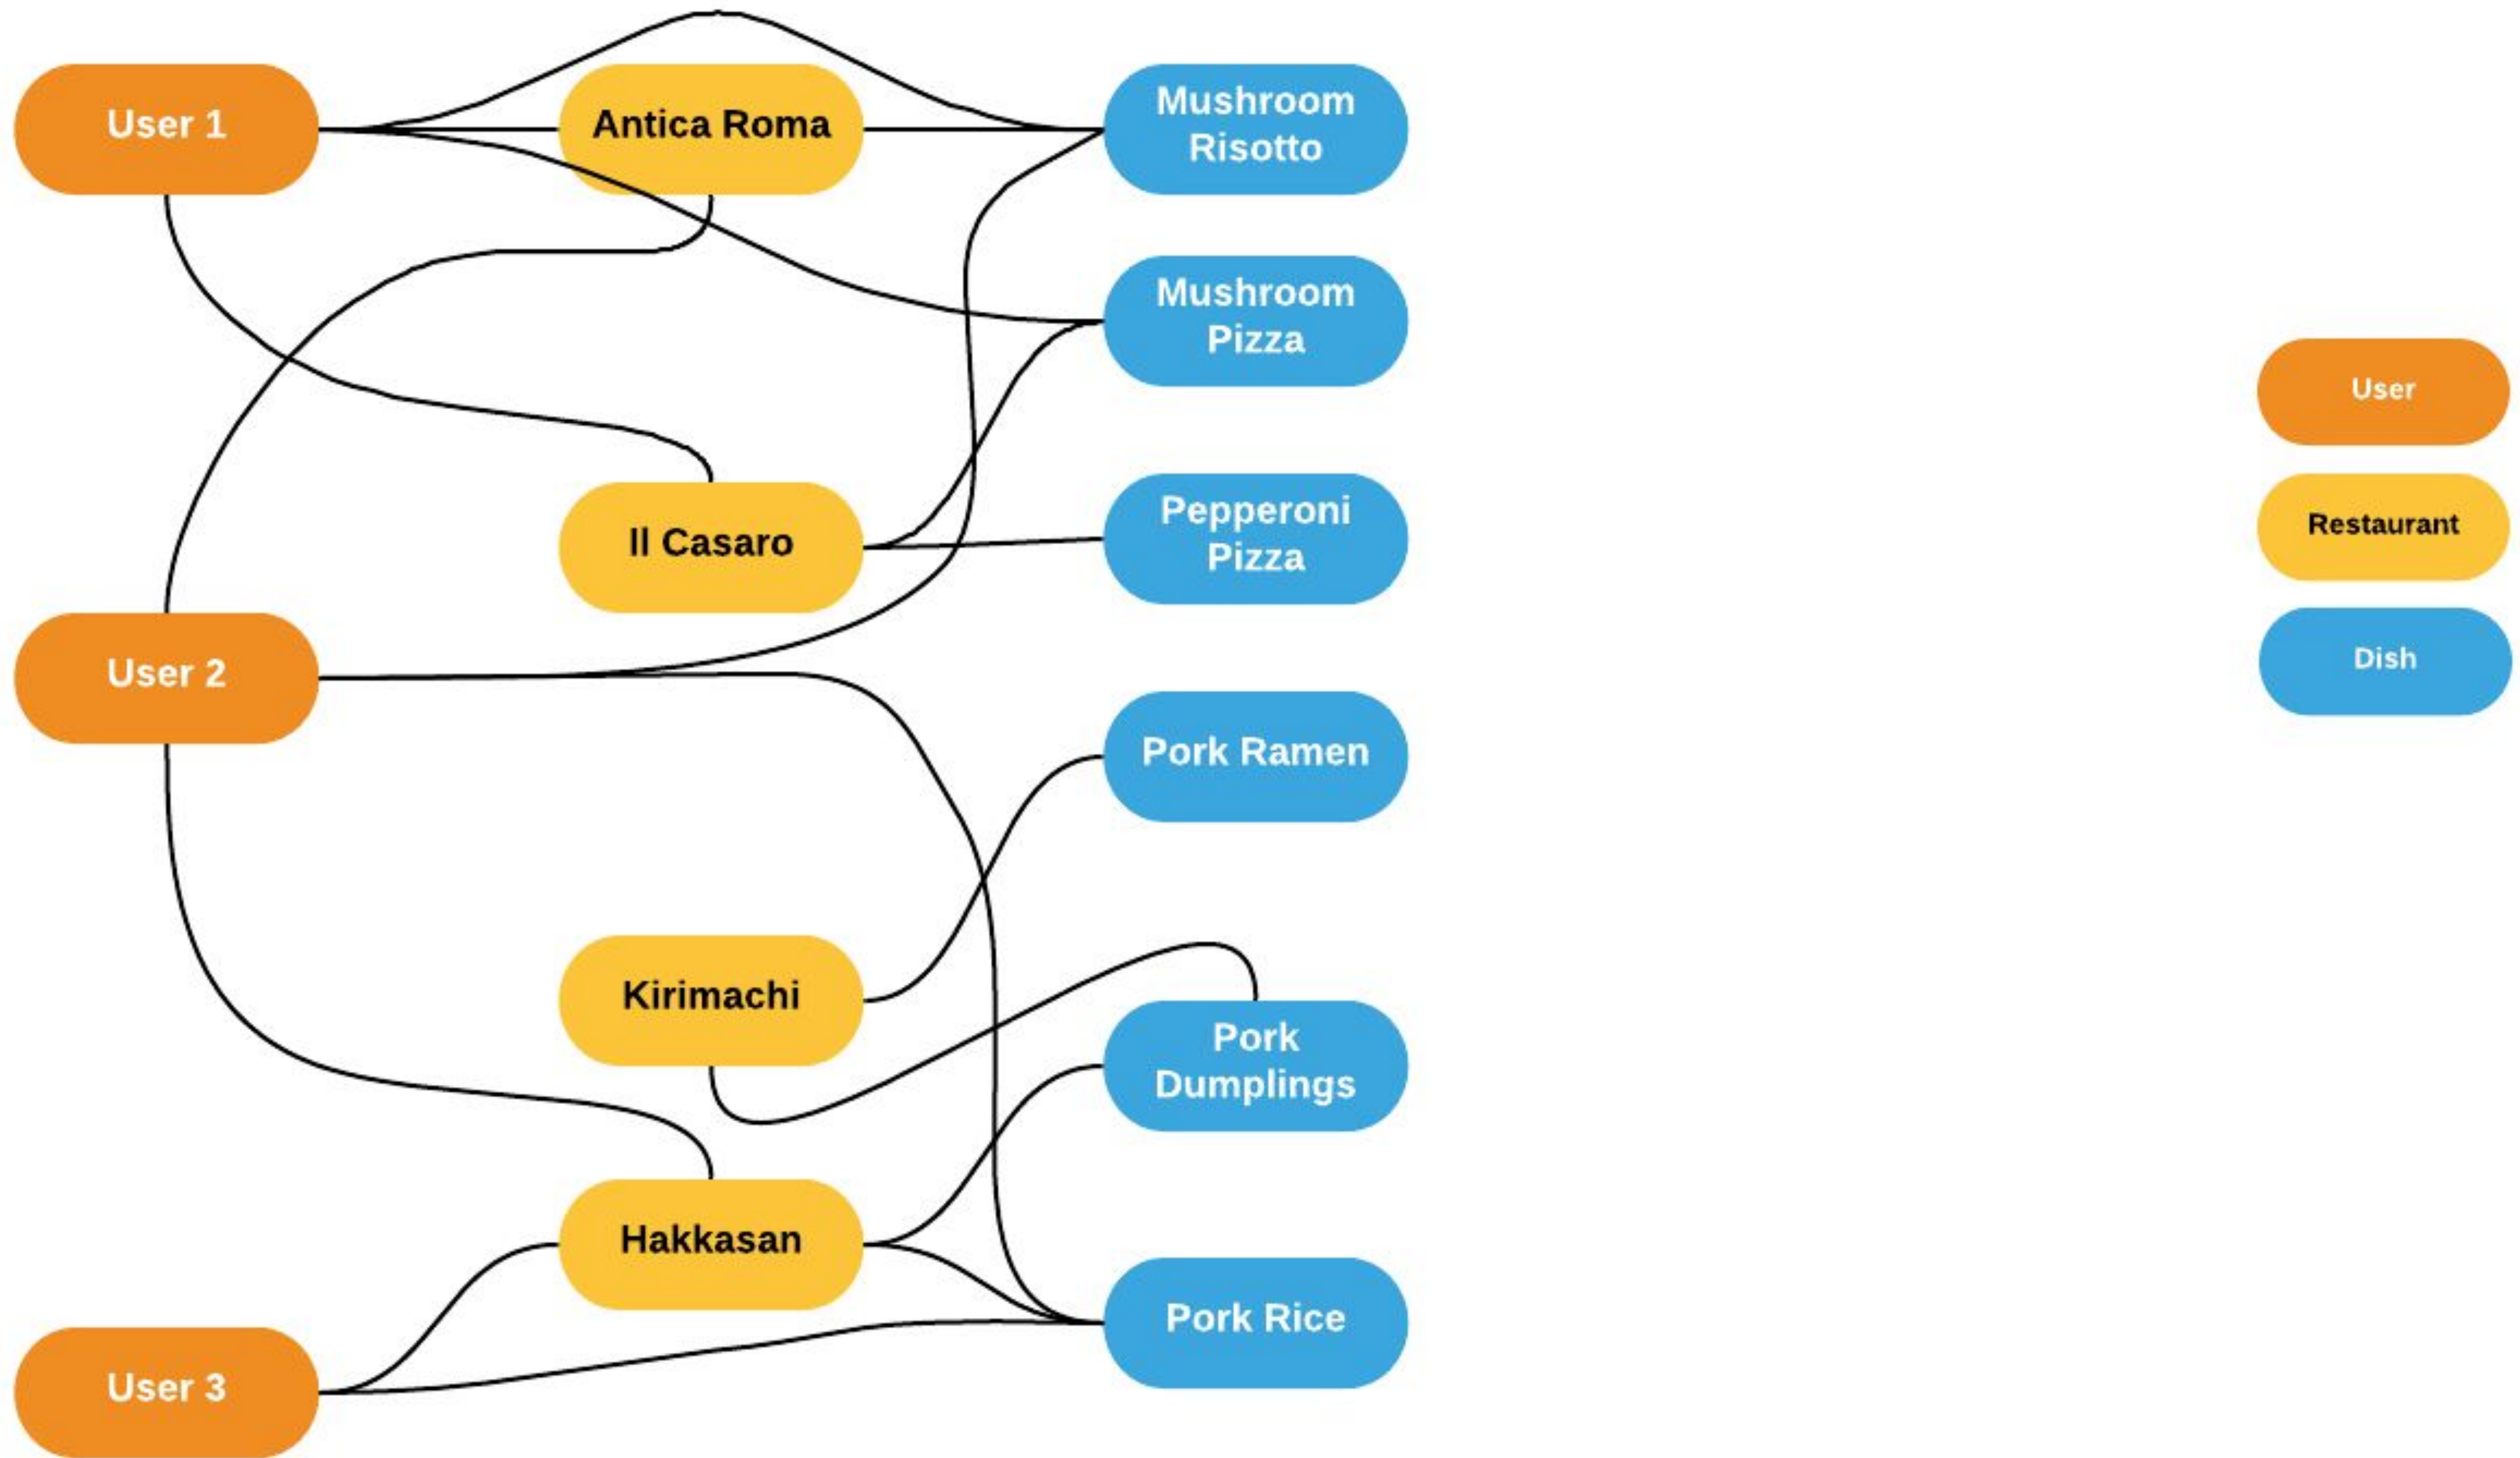 User 1
Antica Roma
Mushroom
Risotto
Mushroom
Pizza
Il Casaro
Pepperoni
Pizza
User 2
Pork Ramen
Kirimachi
Pork
Dumplings
Hakkasan
Pork Rice
User 3
User
Restaurant
Dish